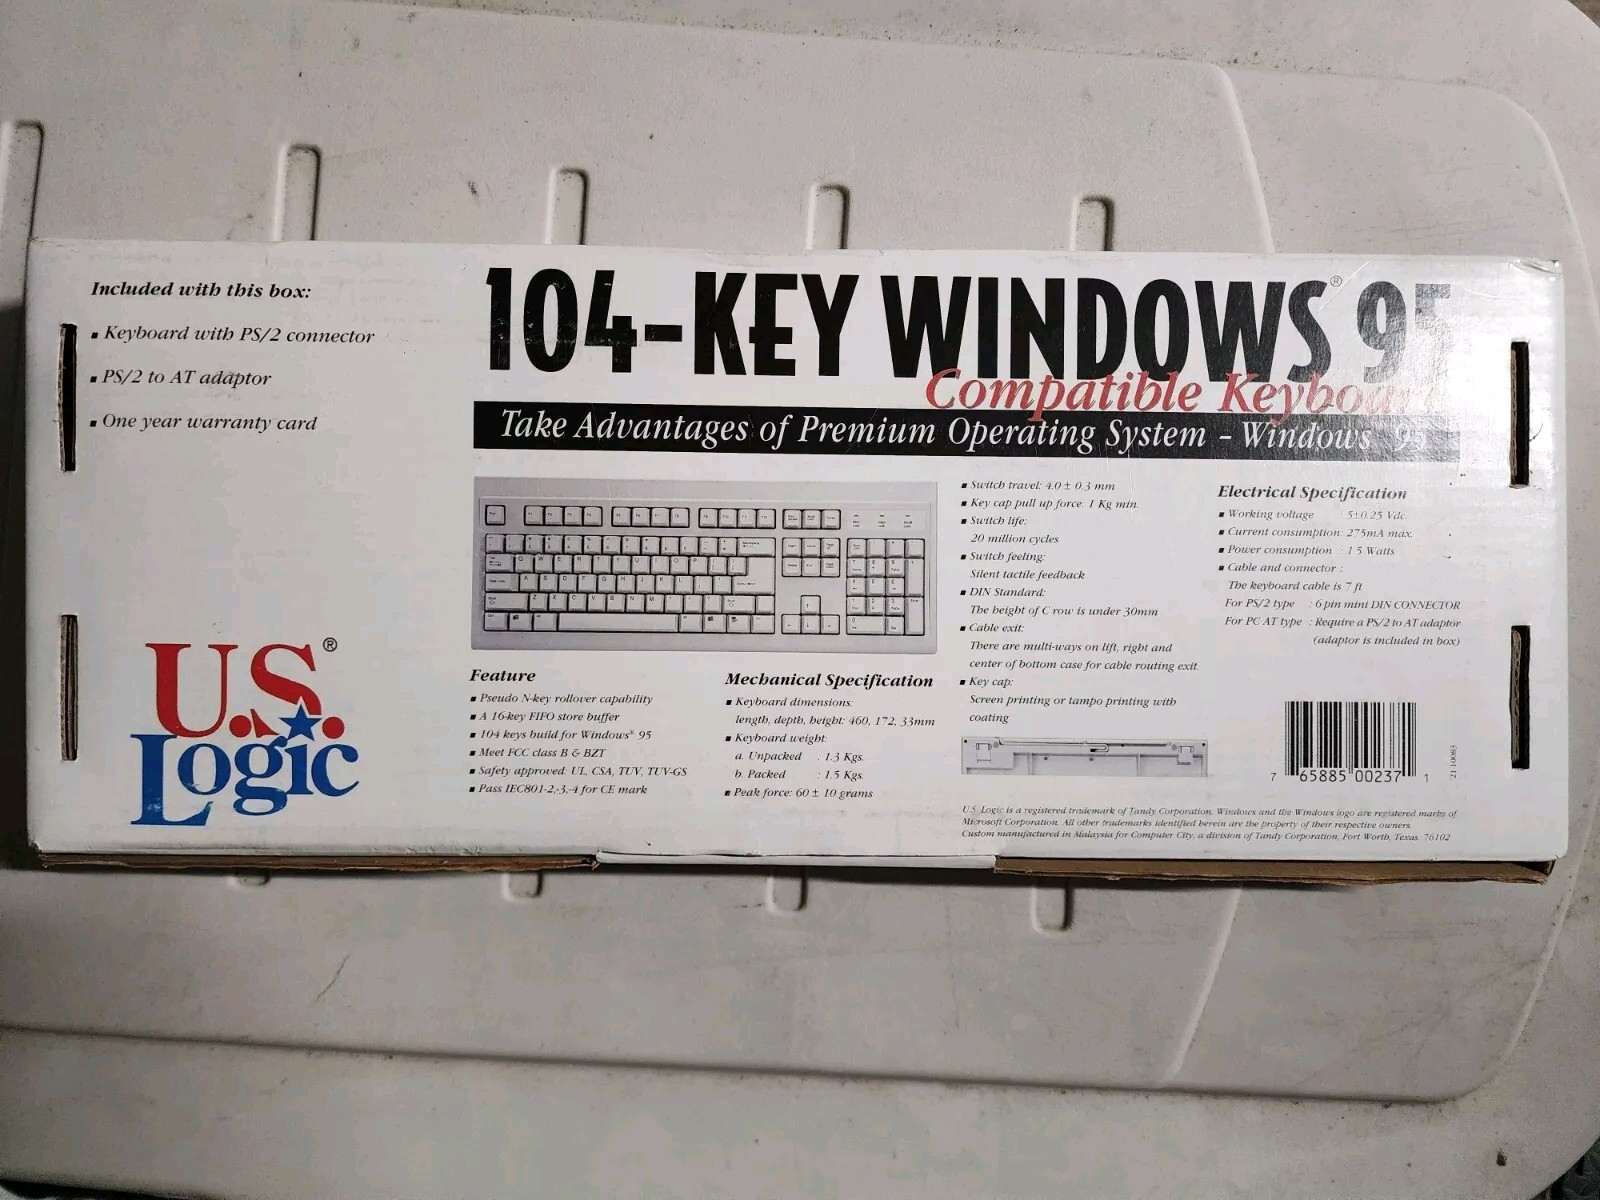 Included with this box:
▪ Keyboard with PS/2 connector
▪ PS/2 to AT adaptor
▪ One year warranty card
U.S.®
Logic
104-KEY WINDOWS® 95
Compatible Keyboard
Take Advantages of Premium Operating System - Windows 95
Feature
▪ Pseudo N-key rollover capability
▪ A 16-key FIFO store buffer
▪ 104 keys build for Windows® 95
▪ Meet FCC class B & BZT
▪ Safety approved: UL, CSA, TUV, TUV-GS
▪ Pass IEC801-2,-3,-4 for CE mark
Mechanical Specification
▪ Keyboard dimensions:
length, depth, height: 460, 172, 33mm
▪ Keyboard weight:
a. Unpacked : 1.3 Kgs.
b. Packed : 1.5 Kgs.
▪ Peak force: 60 ± 10 grams
▪ Switch travel: 4.0 ± 0.3 mm
▪ Key cap pull up force: 1 Kg min.
▪ Switch life:
20 million cycles
▪ Switch feeling:
Silent tactile feedback
▪ DIN Standard:
The height of C row is under 30mm
▪ Cable exit:
There are multi-ways on lift, right and
center of bottom case for cable routing exit.
▪ Key cap:
Screen printing or tampo printing with
coating
Electrical Specification
▪ Working voltage : 5±0.25 Vdc.
▪ Current consumption: 275mA max.
▪ Power consumption : 1.5 Watts
▪ Cable and connector :
The keyboard cable is 7 ft
For PS/2 type : 6 pin mini DIN CONNECTOR
For PC AT type : Require a PS/2 to AT adaptor
(adaptor is included in box)
7 65885 00237 1
21-10083
U.S. Logic is a registered trademark of Tandy Corporation. Windows and the Windows logo are registered marks of
Microsoft Corporation. All other trademarks identified herein are the property of their respective owners.
Custom manufactured in Malaysia for Computer City, a division of Tandy Corporation, Fort Worth, Texas 76102